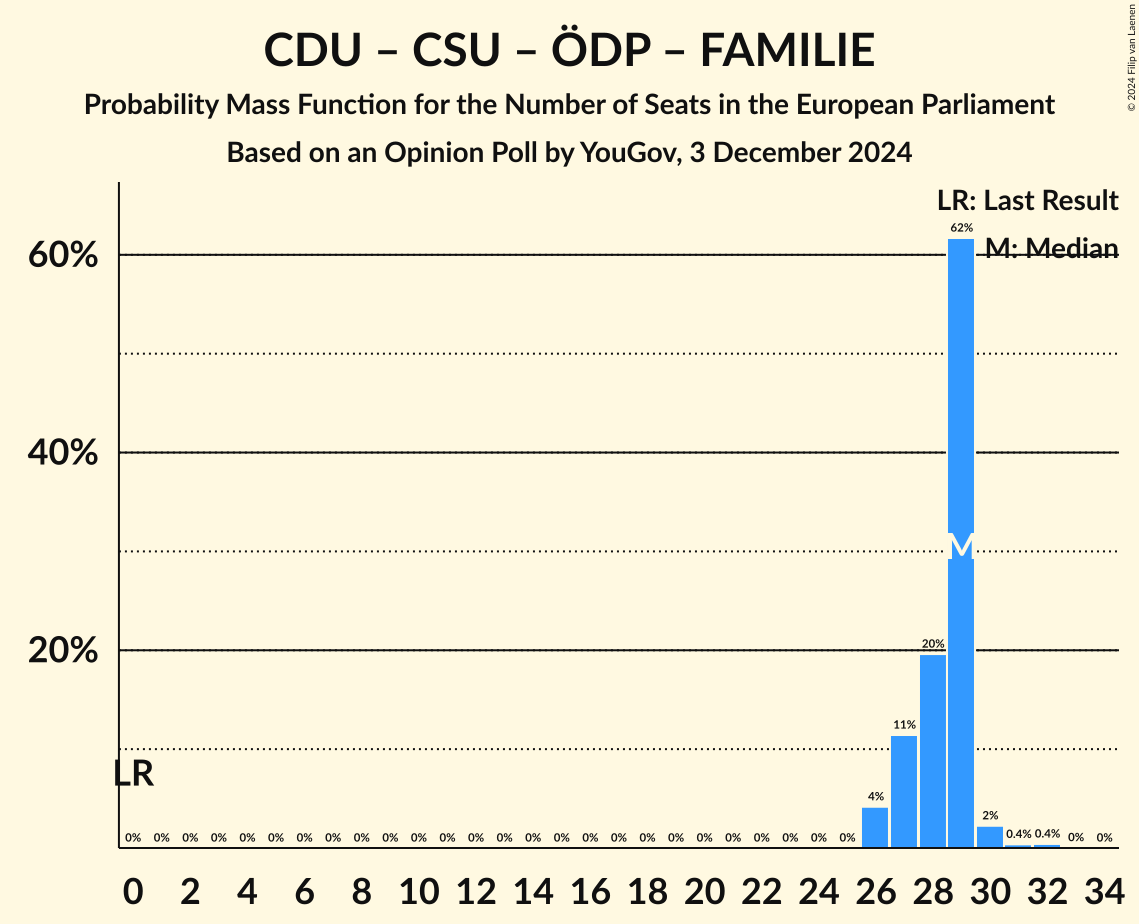 CDU – CSU – ÖDP – FAMILIE
Probability Mass Function for the Number of Seats in the European Parliament
Based on an Opinion Poll by YouGov, 3 December 2024
© 2024 Filip van Laenen
LR: Last Result
M: Median
62%
60%
40%
M
20%
20%
11%
LR
4%
2%
0% 0% 0% 0% 0% 0% 0% 0% 0% 0% 0% 0% 0% 0% 0% 0% 0% 0% 0% 0% 0% 0% 0% 0% 0% 0% 0.4% 0.4% 0% 0%
0 2 4 6 8 10 12 14 16 18 20 22 24 26 28 30 32 34